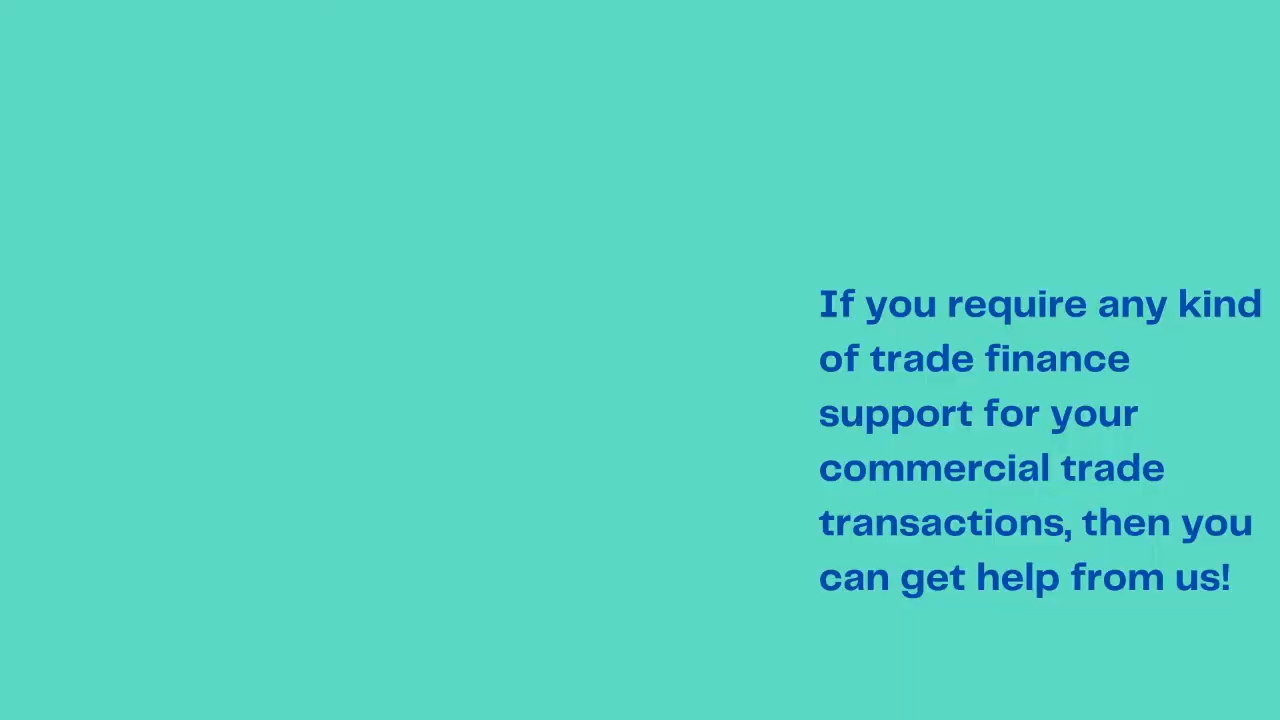 If you require any kind
of trade finance
support for your
commercial trade
transactions, then you
can get help from us!